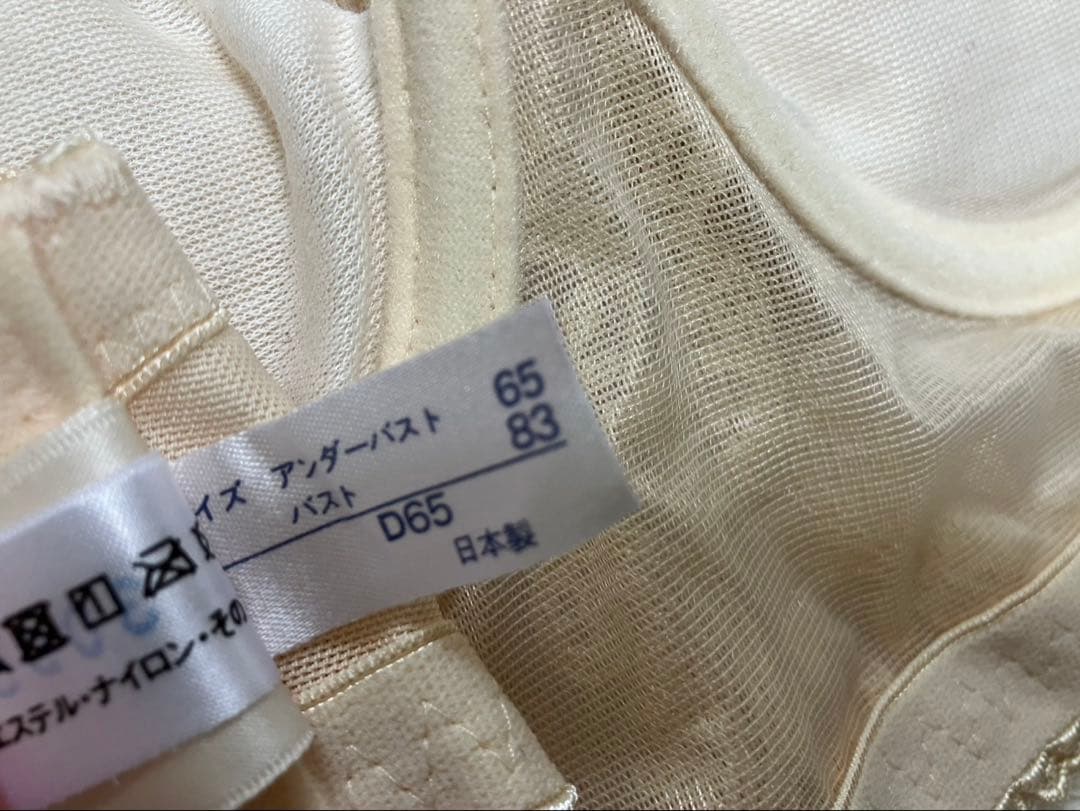 イズ アンダーバスト 65
バスト 83
D65
日本製
エステル・ナイロン・その